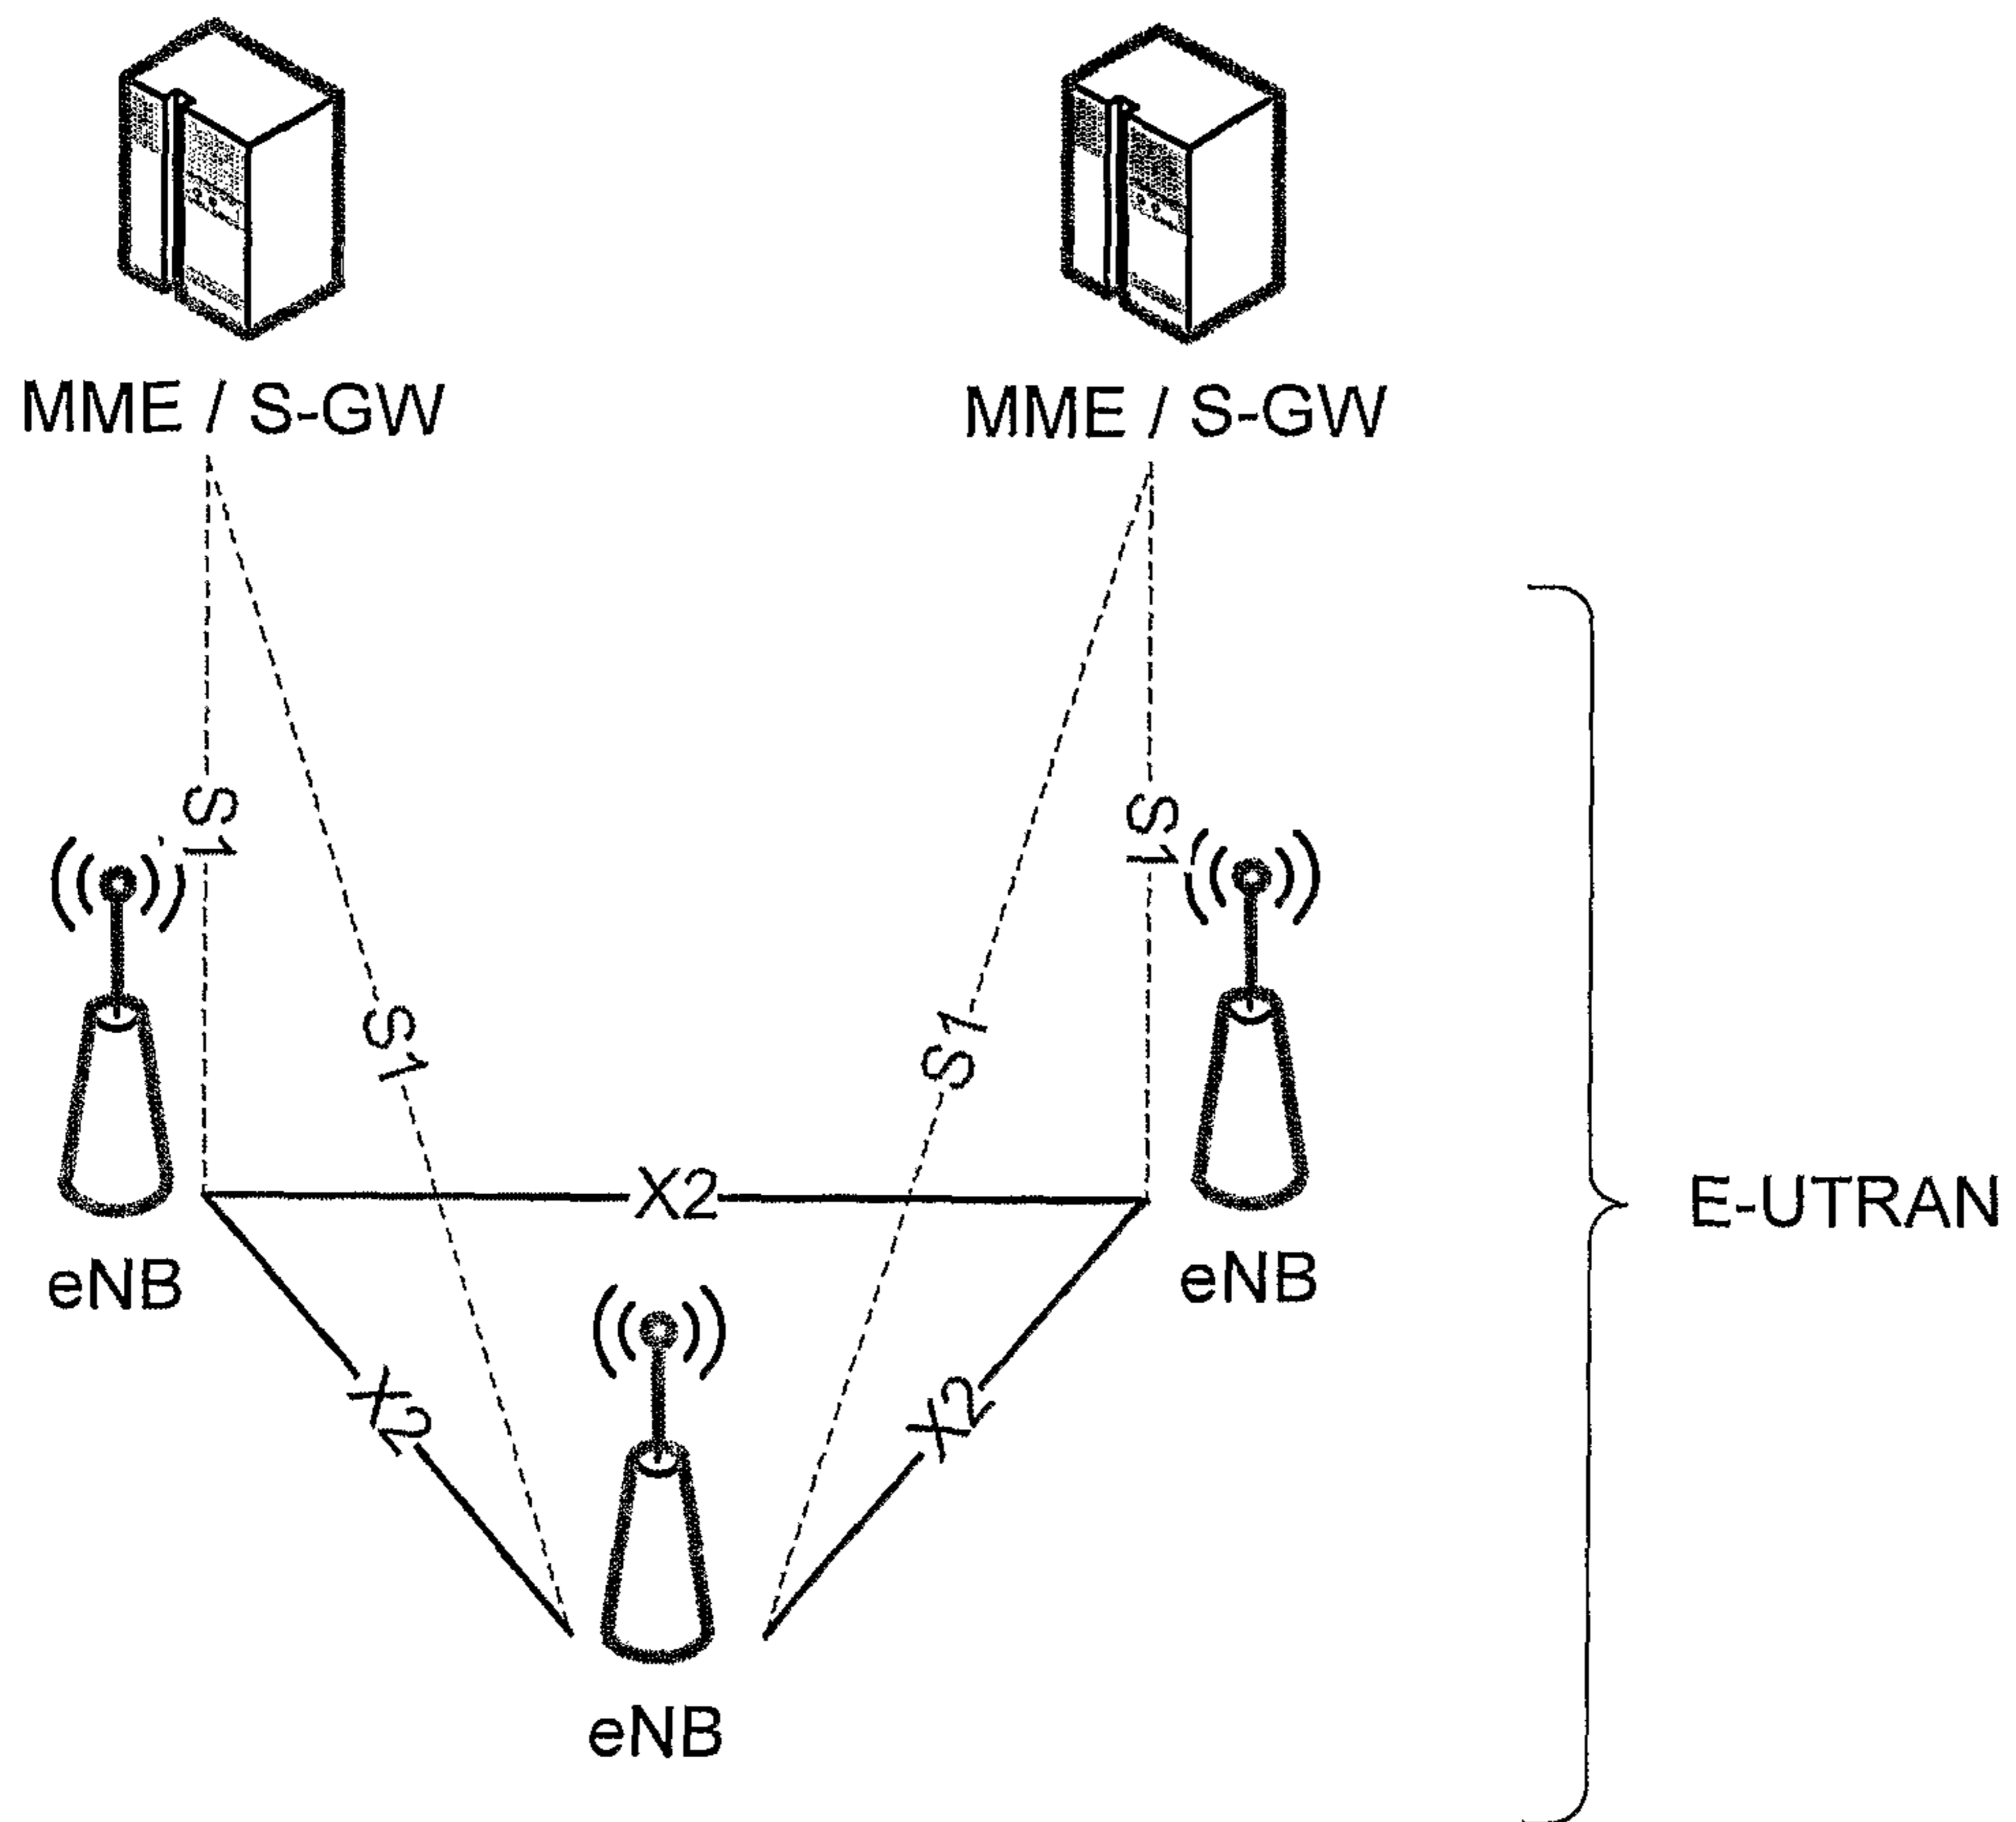 MME / S-GW
MME / S-GW
S1
S1
S1
S1
X2
E-UTRAN
eNB
eNB
X2
X2
eNB